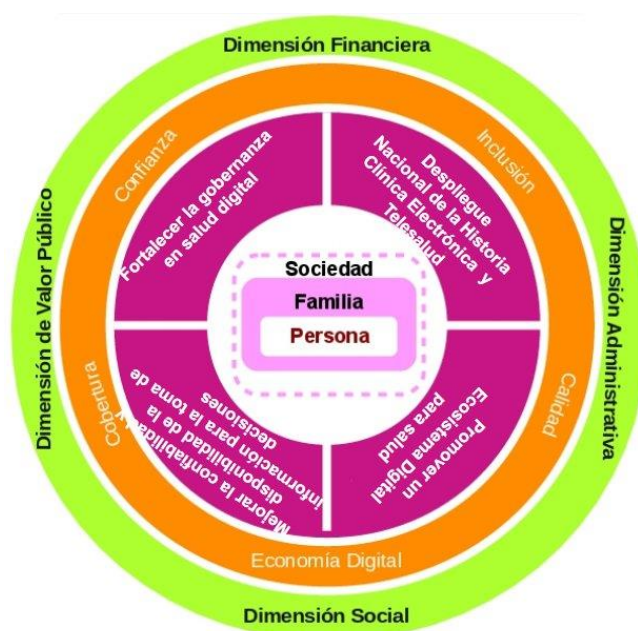 Dimensión Financiera
Confianza
Inclusión
Fortalecer la gobernanza
en salud digital
Despliegue
Nacional de la Historia
Clínica Electrónica y
Telesalud
Dimensión de Valor Público
Sociedad
Familia
Persona
Dimensión Administrativa
Cobertura
Mejorar la confiabilidad y
disponibilidad de la
información para la toma de
decisiones
Promover un
Ecosistema Digital
para salud
Calidad
Economía Digital
Dimensión Social